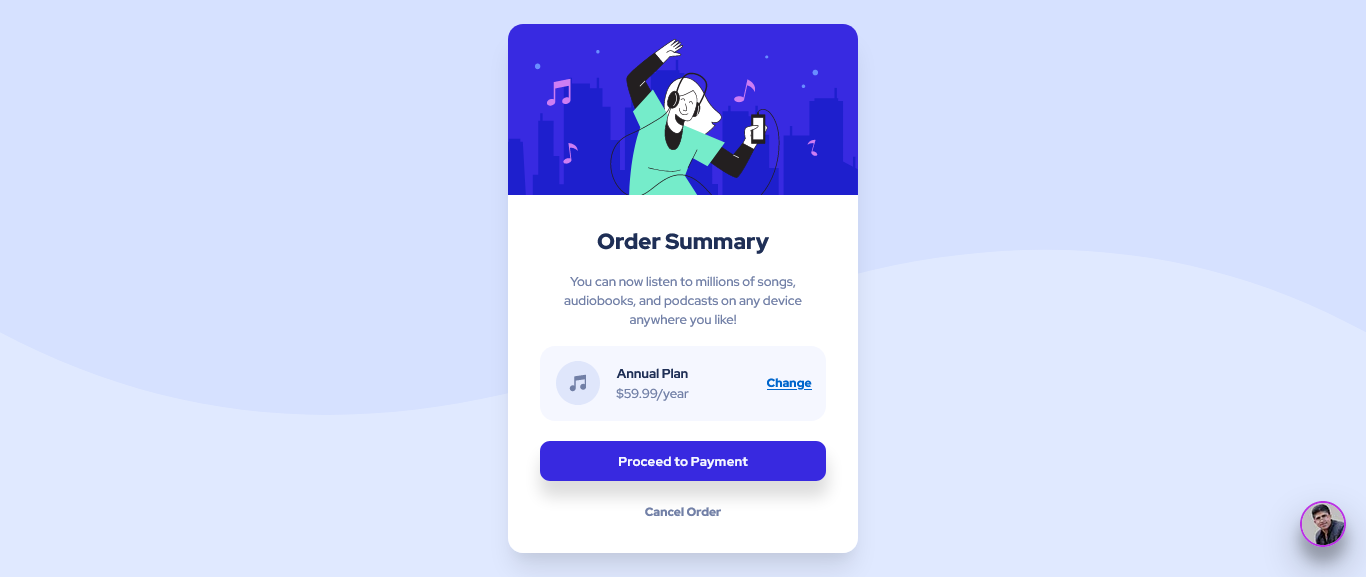 Order Summary
You can now listen to millions of songs,
audiobooks, and podcasts on any device
anywhere you like!
Annual Plan
$59.99/year
Change
Proceed to Payment
Cancel Order